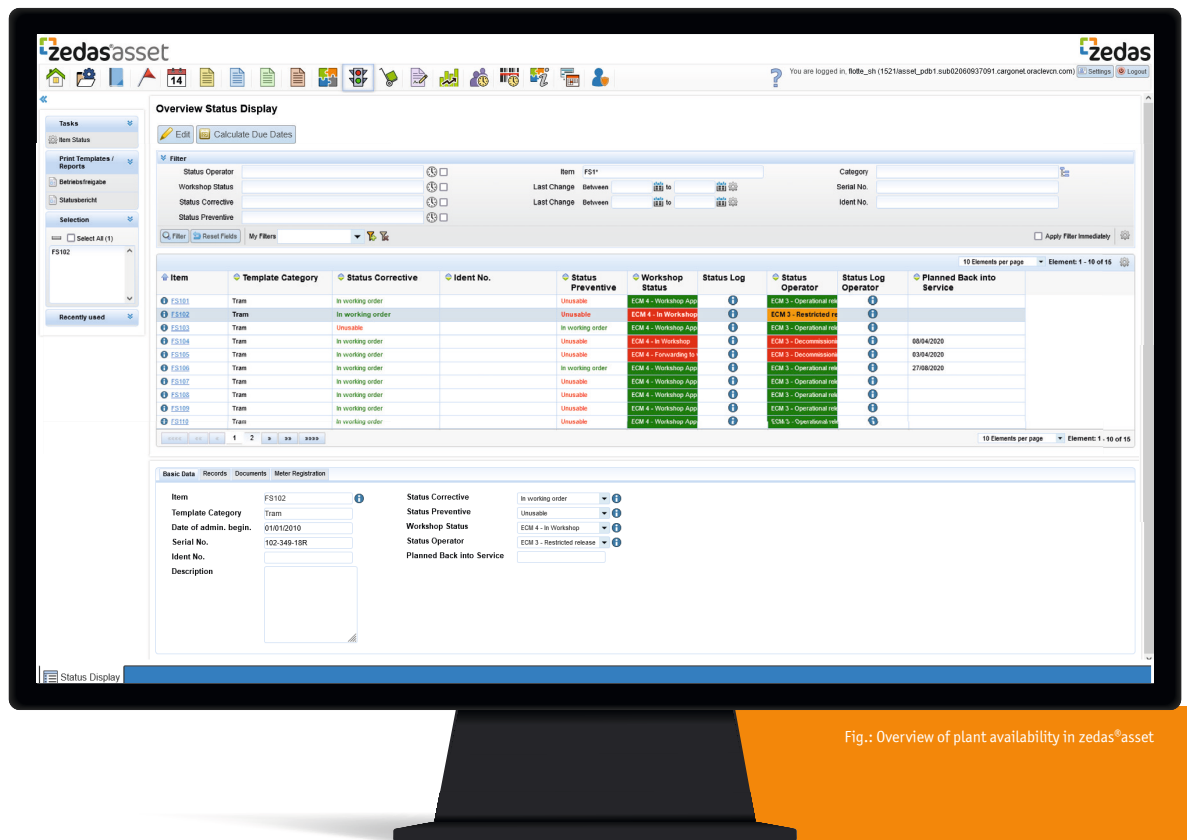 zedas®asset
zedas
14
You are logged in, flotte_sh (1521/asset_pdb1.sub02060937091.cargonet.oraclevcn.com) Settings Logout
Overview Status Display
Edit Calculate Due Dates
Tasks
Item Status
Print Templates /
Reports
Betriebsfreigabe
Statusbericht
Selection
Select All (1)
FS102
Recently used
Filter
Status Operator Item FS1* Category
Workshop Status Last Change Between to Serial No.
Status Corrective Last Change Between to Ident No.
Status Preventive
Filter Reset Fields My Filters Apply Filter Immediately
10 Elements per page Element: 1 - 10 of 15
Item Template Category Status Corrective Ident No. Status Preventive Workshop Status Status Log Status Operator Status Log Operator Planned Back into Service
FS101 Tram In working order Unusable ECM 4 - Workshop App ECM 3 - Operational rele
FS102 Tram In working order Unusable ECM 4 - In Workshop ECM 3 - Restricted re
FS103 Tram Unusable In working order ECM 4 - Workshop App ECM 3 - Operational rele
FS104 Tram In working order Unusable ECM 4 - In Workshop ECM 3 - Decommissioni 08/04/2020
FS105 Tram In working order Unusable ECM 4 - Forwarding to ECM 3 - Decommissioni 03/04/2020
FS106 Tram In working order In working order ECM 4 - Workshop App ECM 3 - Operational rele 27/08/2020
FS107 Tram In working order Unusable ECM 4 - Workshop App ECM 3 - Operational rele
FS108 Tram In working order Unusable ECM 4 - Workshop App ECM 3 - Operational rele
FS109 Tram In working order Unusable ECM 4 - Workshop App ECM 3 - Operational rele
FS110 Tram In working order Unusable ECM 4 - Workshop App ECM 3 - Operational rele
1 2 10 Elements per page Element: 1 - 10 of 15
Basic Data Records Documents Meter Registration
Item FS102 Status Corrective In working order
Template Category Tram Status Preventive Unusable
Date of admin. begin. 01/01/2010 Workshop Status ECM 4 - In Workshop
Serial No. 102-349-18R Status Operator ECM 3 - Restricted release
Ident No. Planned Back into Service
Description
Status Display
Fig.: Overview of plant availability in zedas®asset